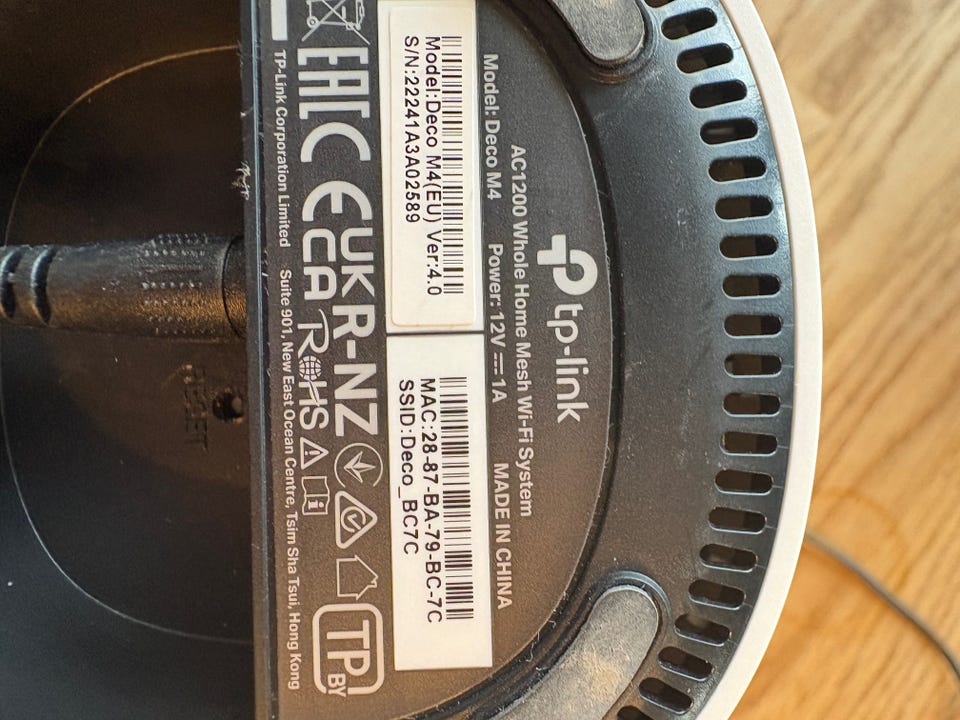 tp-link
AC1200 Whole Home Mesh Wi-Fi System
Model: Deco M4 Power: 12V ⎓ 1A MADE IN CHINA
Model:Deco M4(EU) Ver:4.0
S/N:22241A3A02589
MAC:28-87-BA-79-BC-7C
SSID:Deco_BC7C
EAC CE UK CA KR-NZ RoHS
TP BY
TP-Link Corporation Limited Suite 901, New East Ocean Centre, Tsim Sha Tsui, Hong Kong
RESET